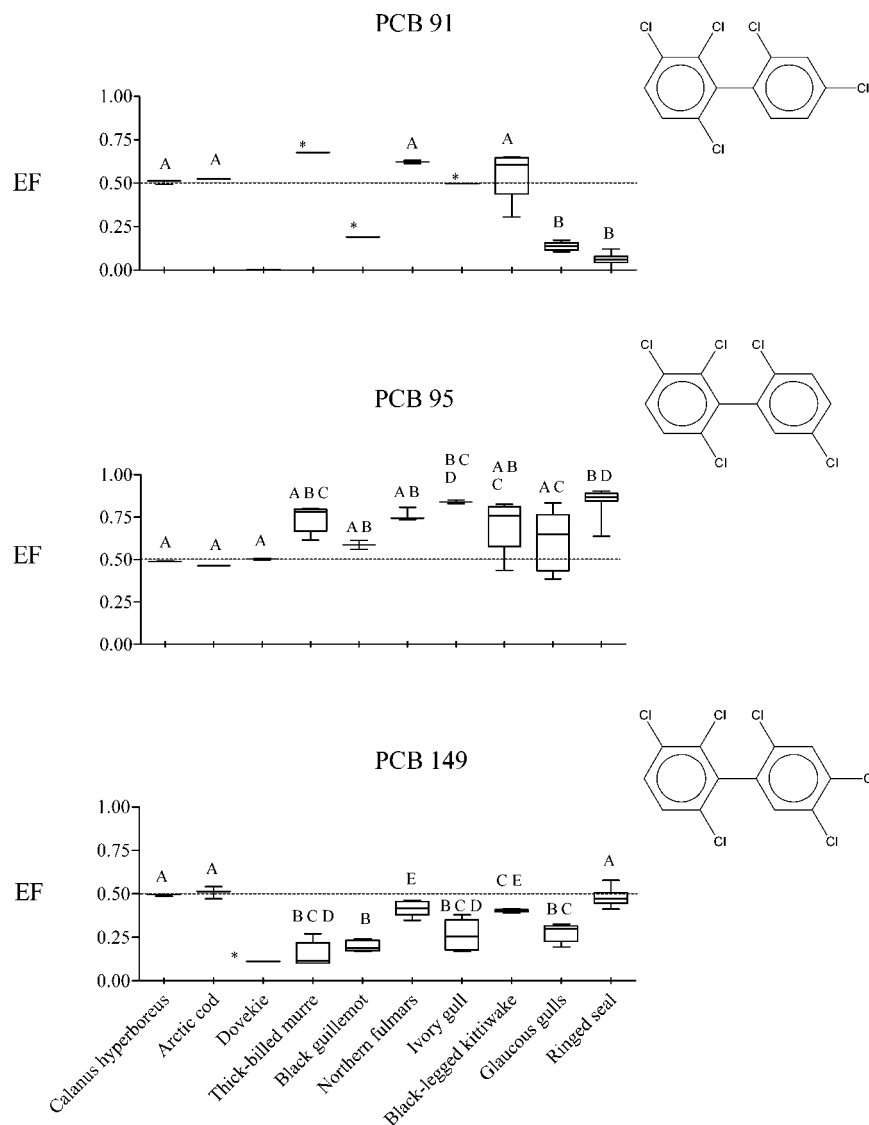 PCB 91
Cl Cl Cl
Cl
Cl
1.00
0.75
EF 0.50
0.25
0.00
A A * * A * A B B
PCB 95
Cl Cl Cl
Cl Cl
1.00
0.75
EF 0.50
0.25
0.00
A A A A B C A B A B B C D A B C A C B D
PCB 149
Cl Cl Cl
Cl Cl
1.00
0.75
EF 0.50
0.25
0.00
A A * B C D B E B C D C E B C A
Calanus hyperboreus
Arctic cod
Dovekie
Thick-billed murre
Black guillemot
Northern fulmars
Ivory gull
Black-legged kittiwake
Glaucous gulls
Ringed seal